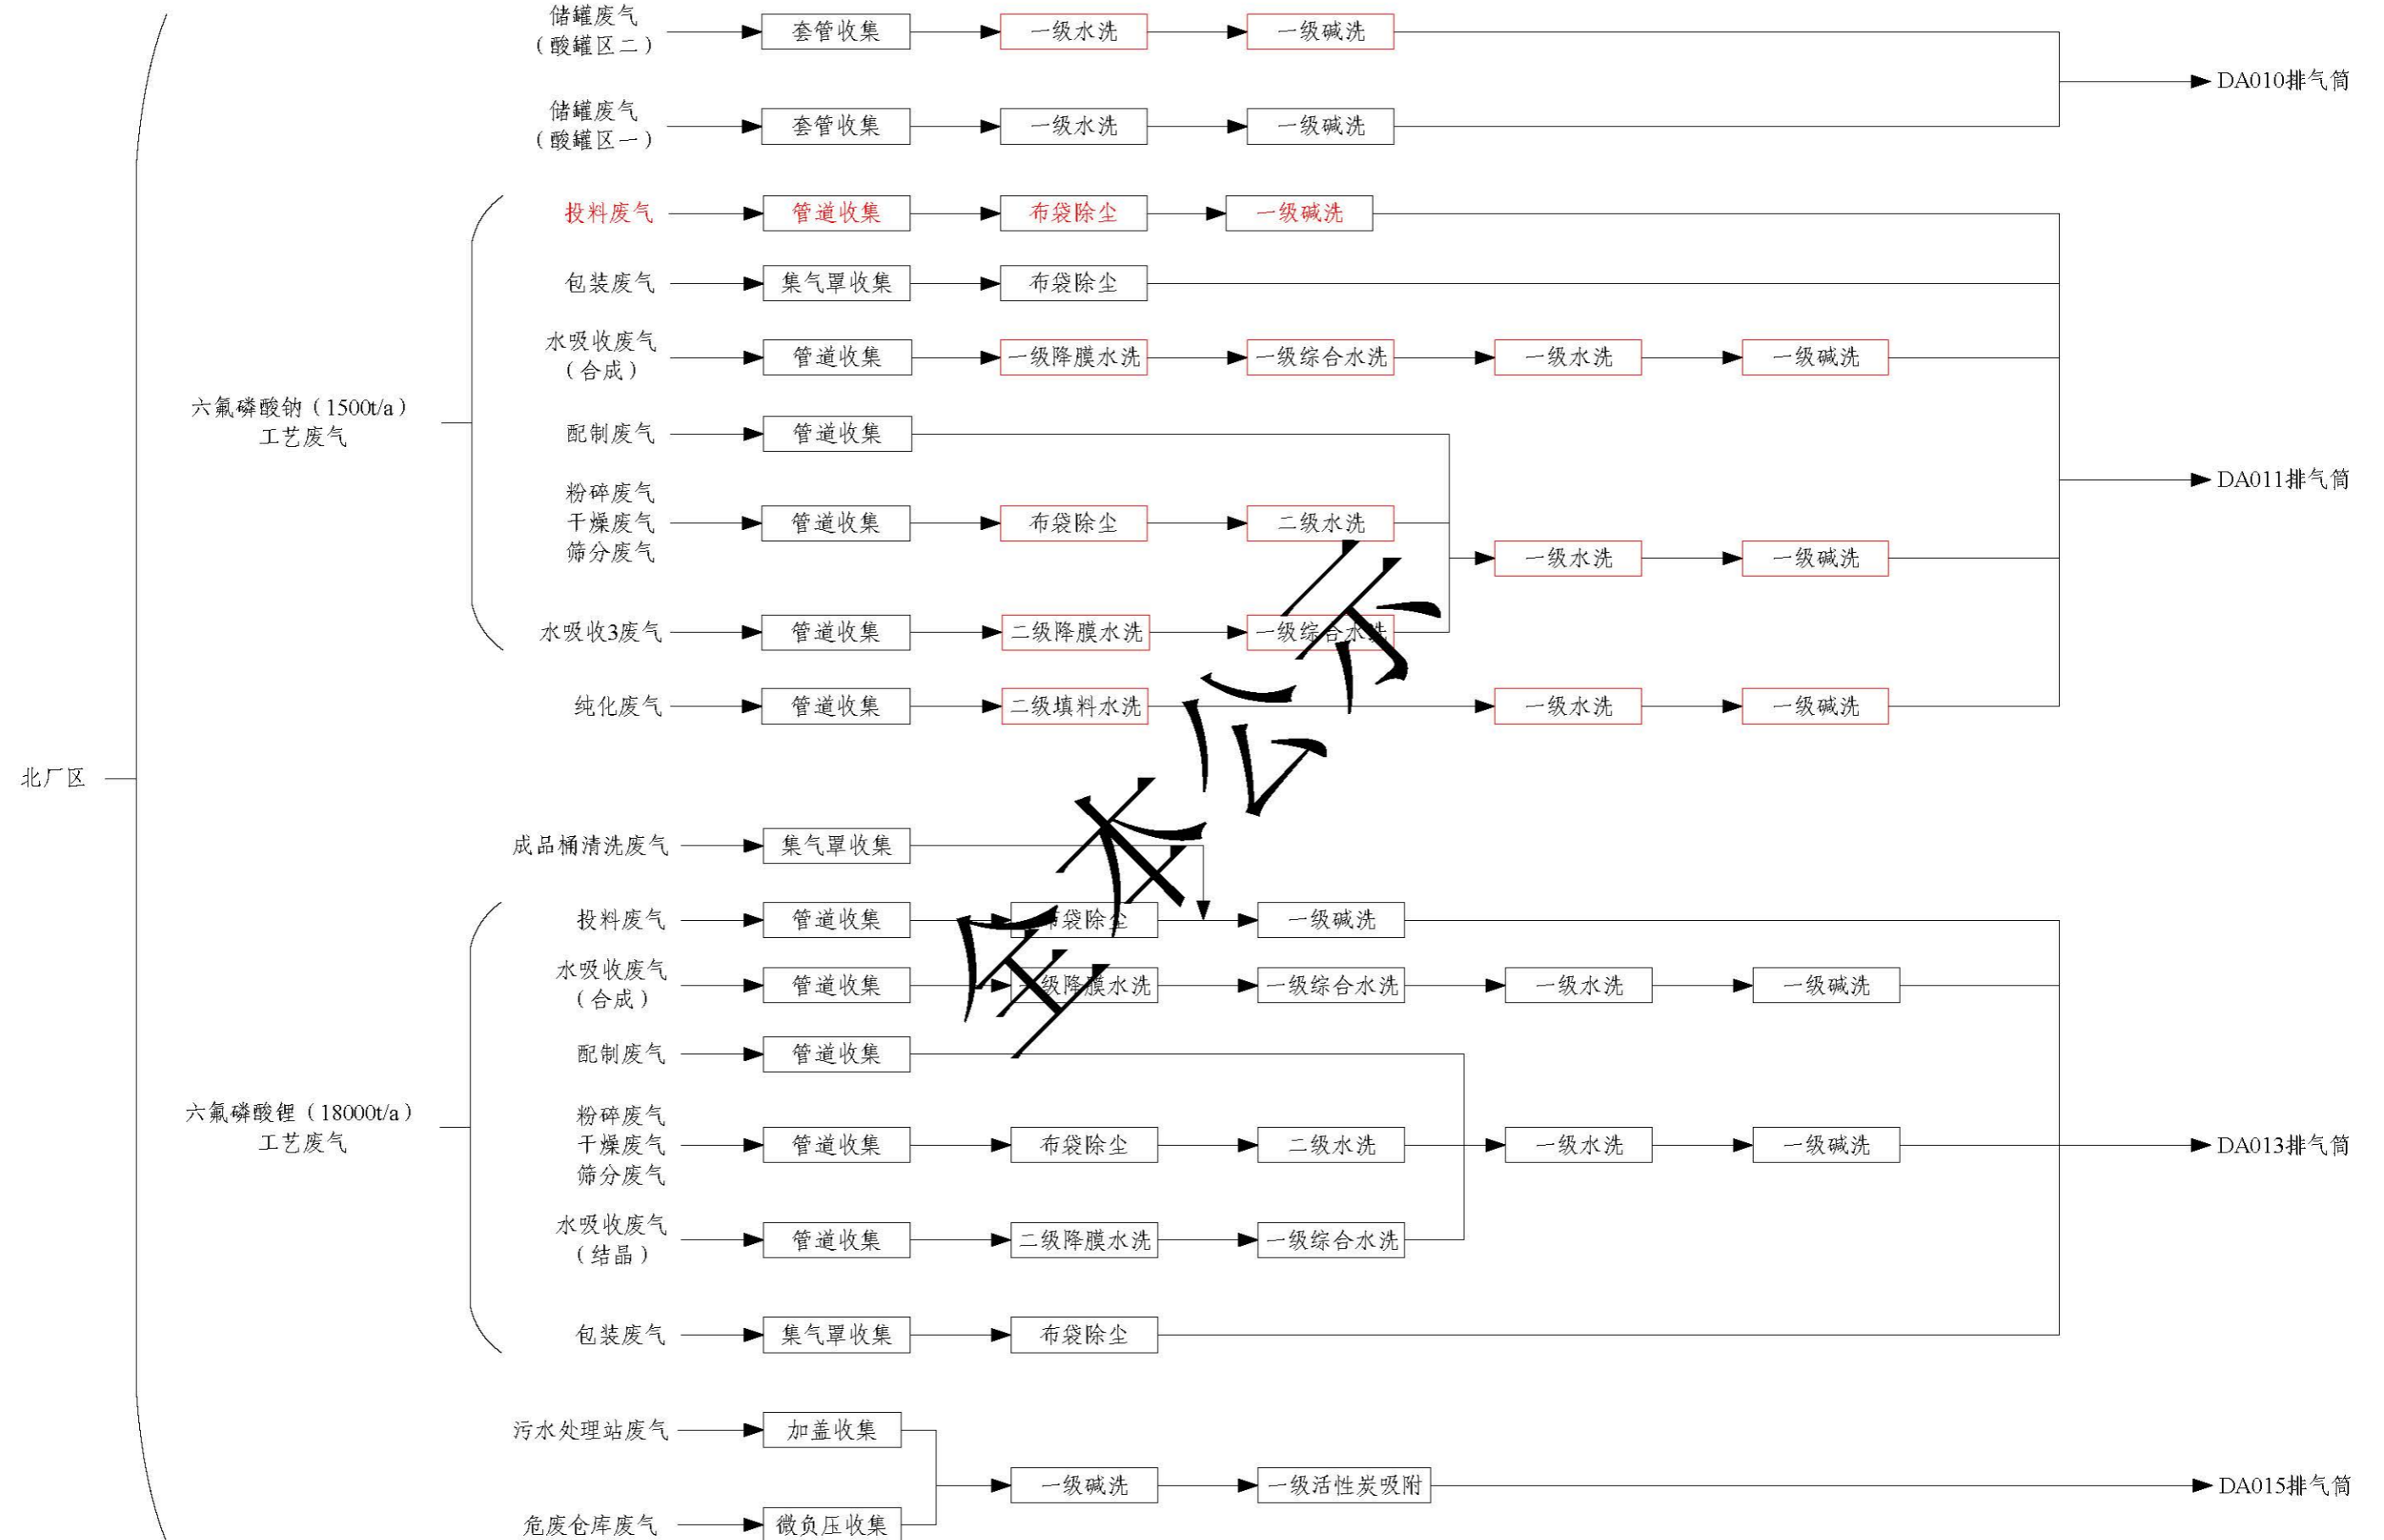 储罐废气
（酸罐区二）
套管收集
一级水洗
一级碱洗
DA010排气筒
储罐废气
（酸罐区一）
套管收集
一级水洗
一级碱洗
投料废气
管道收集
布袋除尘
一级碱洗
包装废气
集气罩收集
布袋除尘
水吸收废气
（合成）
管道收集
一级降膜水洗
一级综合水洗
一级水洗
一级碱洗
六氟磷酸钠（1500t/a）
工艺废气
配制废气
管道收集
DA011排气筒
粉碎废气
干燥废气
筛分废气
管道收集
布袋除尘
二级水洗
一级水洗
一级碱洗
水吸收3废气
管道收集
二级降膜水洗
一级综合水洗
纯化废气
管道收集
二级填料水洗
一级水洗
一级碱洗
北厂区
成品桶清洗废气
集气罩收集
投料废气
管道收集
布袋除尘
一级碱洗
水吸收废气
（合成）
管道收集
一级降膜水洗
一级综合水洗
一级水洗
一级碱洗
配制废气
管道收集
六氟磷酸锂（18000t/a）
工艺废气
粉碎废气
干燥废气
筛分废气
管道收集
布袋除尘
二级水洗
一级水洗
一级碱洗
DA013排气筒
水吸收废气
（结晶）
管道收集
二级降膜水洗
一级综合水洗
包装废气
集气罩收集
布袋除尘
污水处理站废气
加盖收集
一级碱洗
一级活性炭吸附
DA015排气筒
危废仓库废气
微负压收集
全本公示